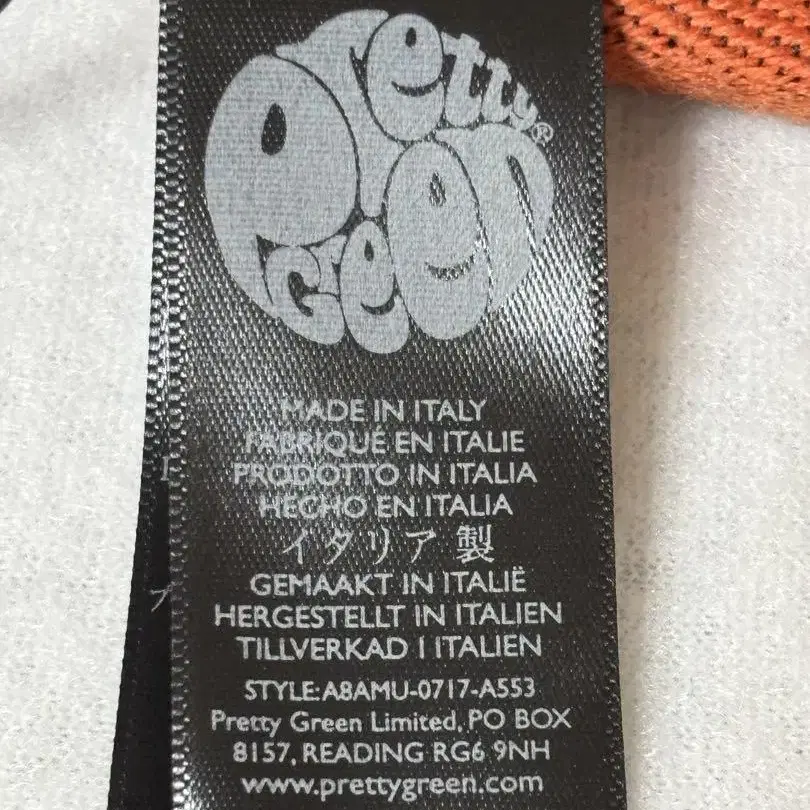 Pretty Green®
MADE IN ITALY
FABRIQUÉ EN ITALIE
PRODOTTO IN ITALIA
HECHO EN ITALIA
イタリア製
GEMAAKT IN ITALIË
HERGESTELLT IN ITALIEN
TILLVERKAD I ITALIEN
STYLE:A8AMU-0717-A553
Pretty Green Limited, PO BOX
8157, READING RG6 9NH
www.prettygreen.com